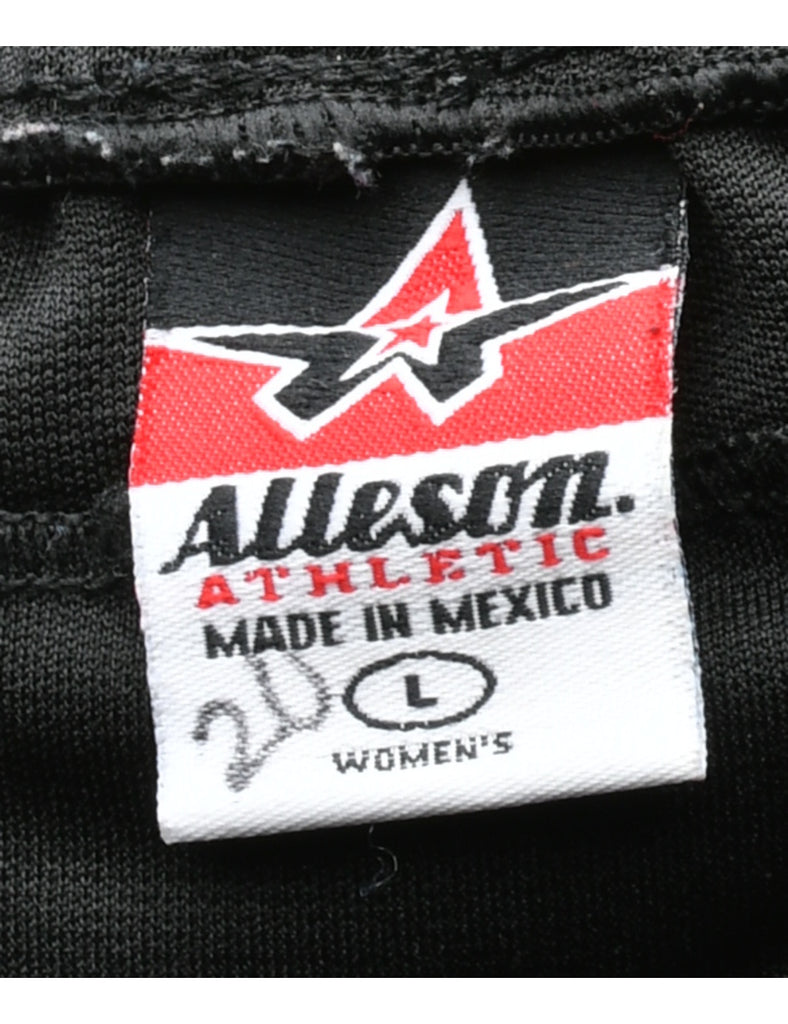 Alleson.
ATHLETIC
MADE IN MEXICO
20 L
WOMEN'S